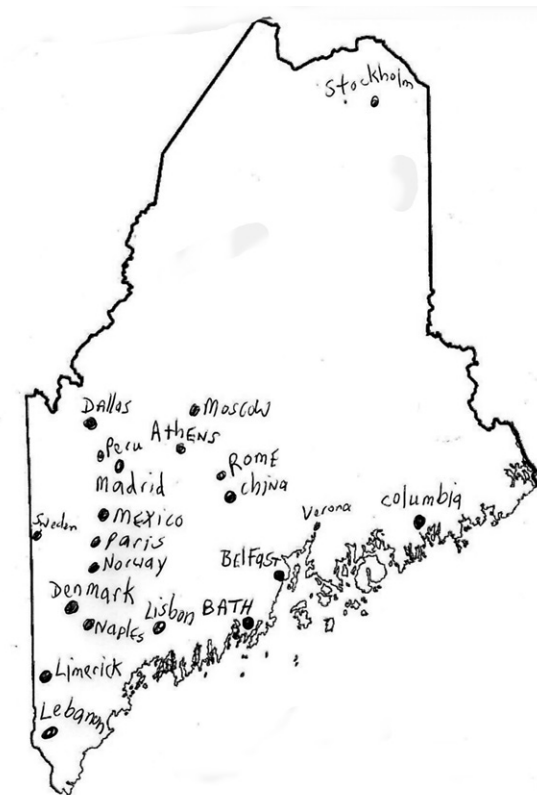 Stockholm
Dallas
Moscow
Peru
AthENS
Madrid
RomE
China
MEXICO
Sweden
Verona
Columbia
Paris
Norway
BELFAST
DENmark
Naples
Lisbon
BATH
Limerick
Lebanon